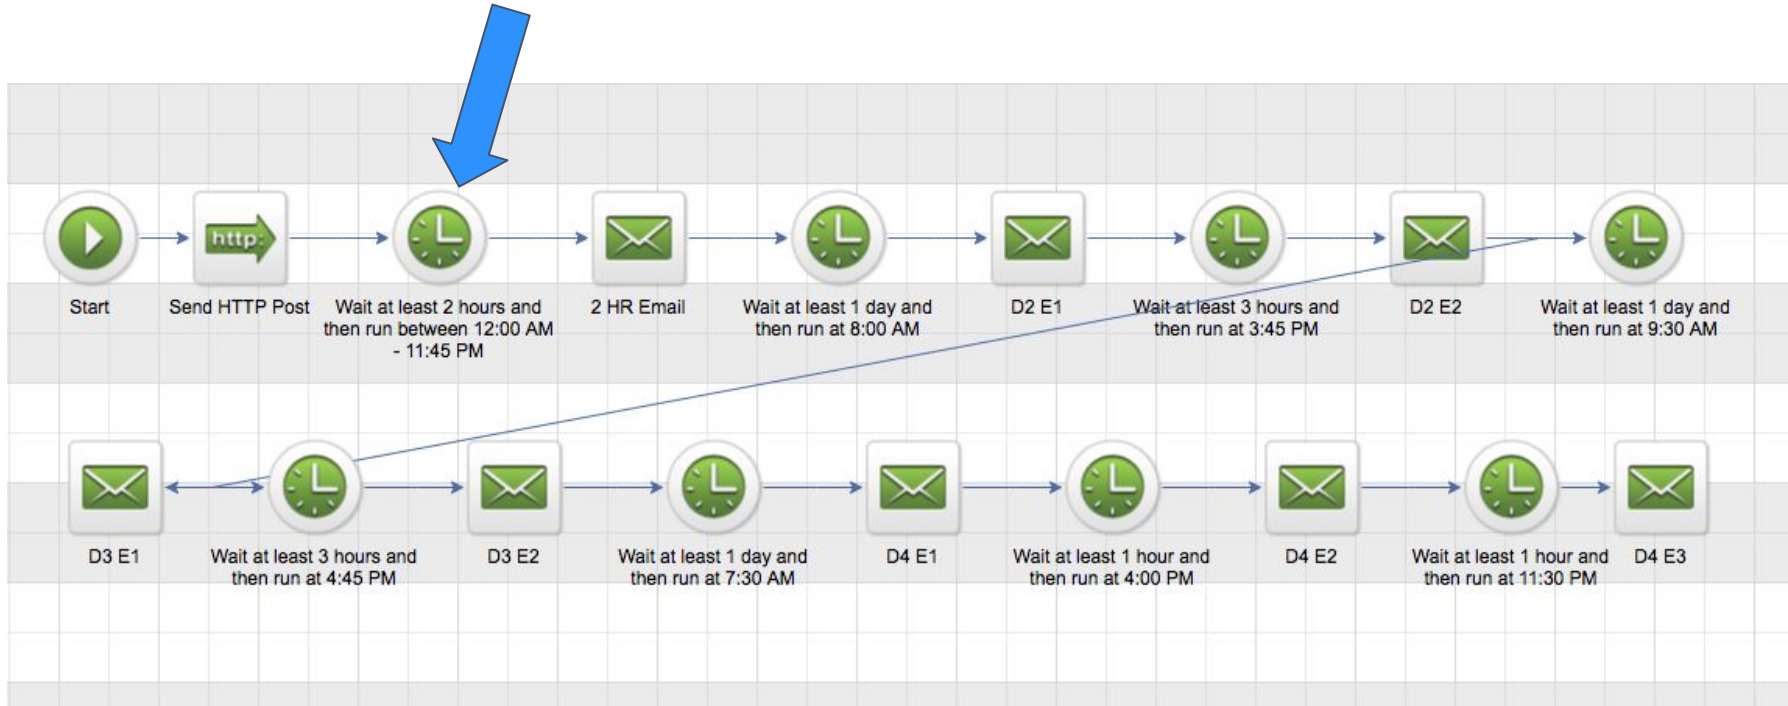 http:
Start
Send HTTP Post
Wait at least 2 hours and
then run between 12:00 AM
- 11:45 PM
2 HR Email
Wait at least 1 day and
then run at 8:00 AM
D2 E1
Wait at least 3 hours and
then run at 3:45 PM
D2 E2
Wait at least 1 day and
then run at 9:30 AM
D3 E1
Wait at least 3 hours and
then run at 4:45 PM
D3 E2
Wait at least 1 day and
then run at 7:30 AM
D4 E1
Wait at least 1 hour and
then run at 4:00 PM
D4 E2
Wait at least 1 hour and
then run at 11:30 PM
D4 E3